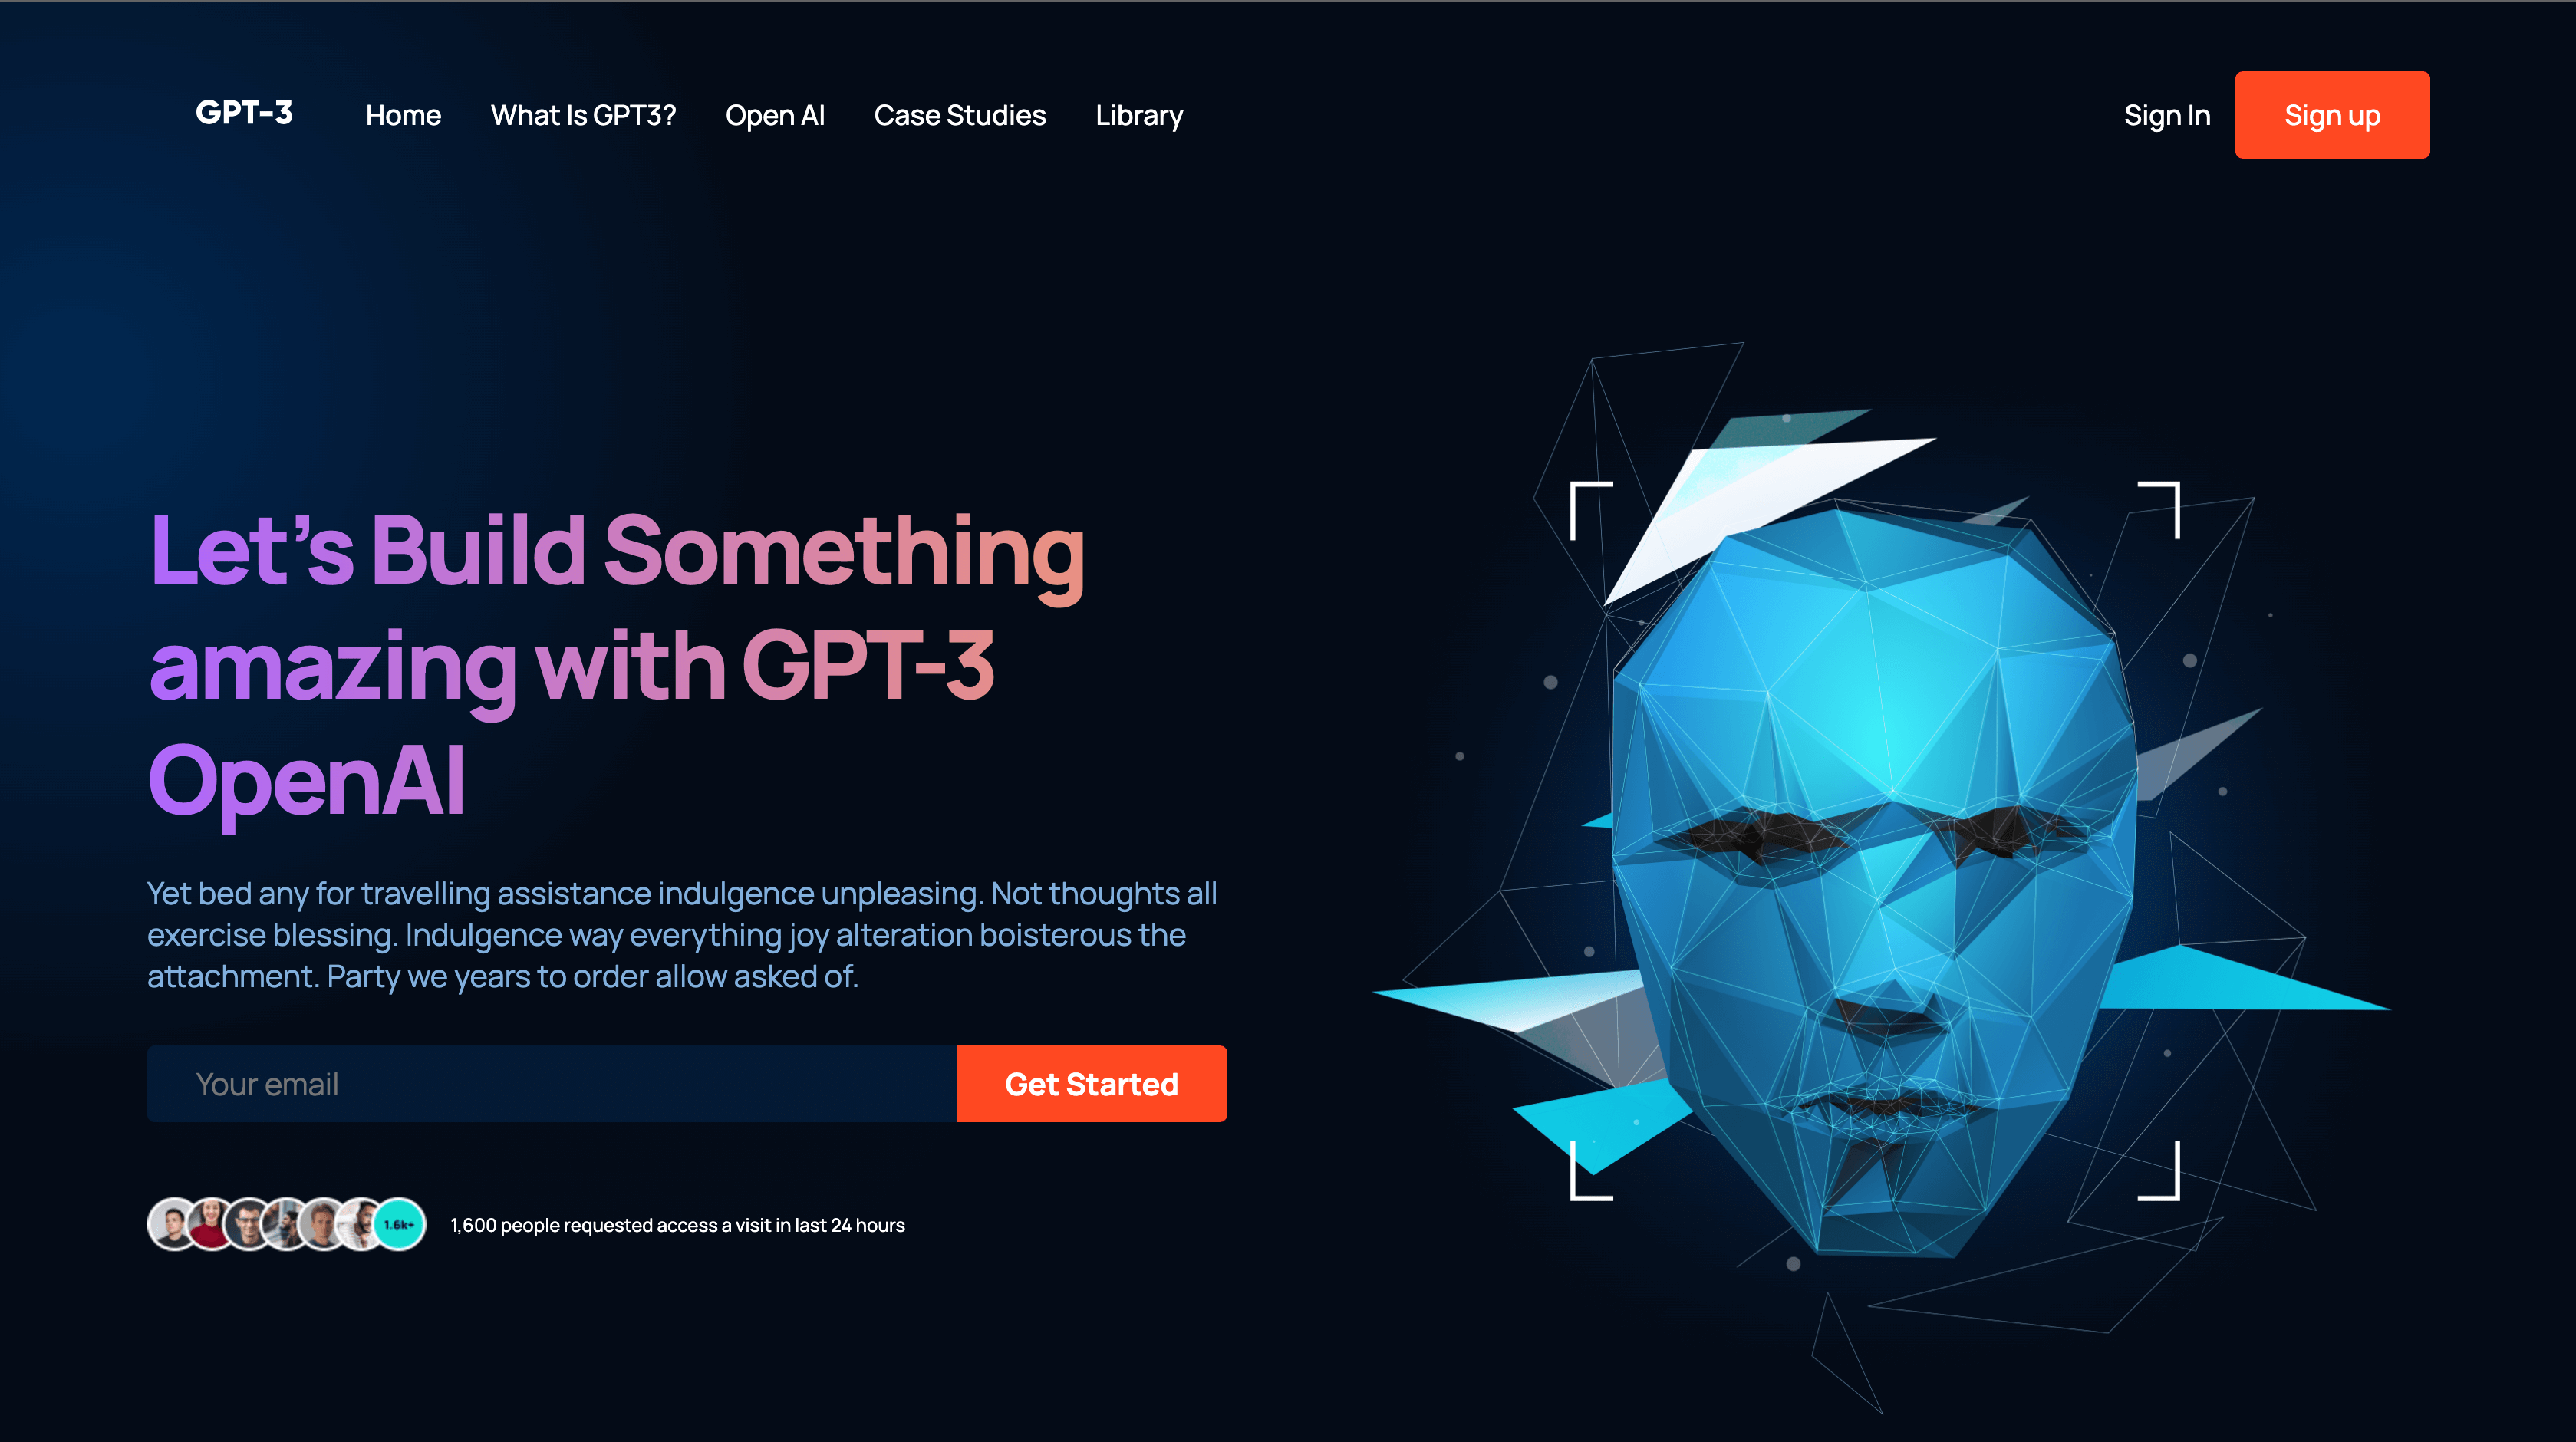 GPT-3
Home
What Is GPT3?
Open AI
Case Studies
Library
Sign In
Sign up
Let’s Build Something
amazing with GPT-3
OpenAI
Yet bed any for travelling assistance indulgence unpleasing. Not thoughts all
exercise blessing. Indulgence way everything joy alteration boisterous the
attachment. Party we years to order allow asked of.
Your email
Get Started
1.6k+
1,600 people requested access a visit in last 24 hours